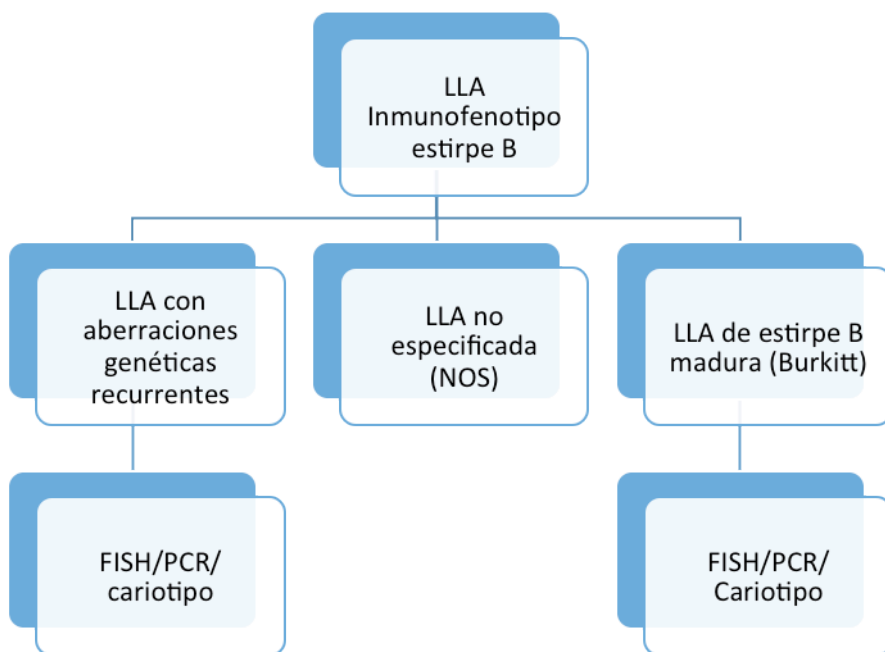 LLA
Inmunofenotipo
estirpe B
LLA con
aberraciones
genéticas
recurrentes
LLA no
especificada
(NOS)
LLA de estirpe B
madura (Burkitt)
FISH/PCR/
cariotipo
FISH/PCR/
Cariotipo